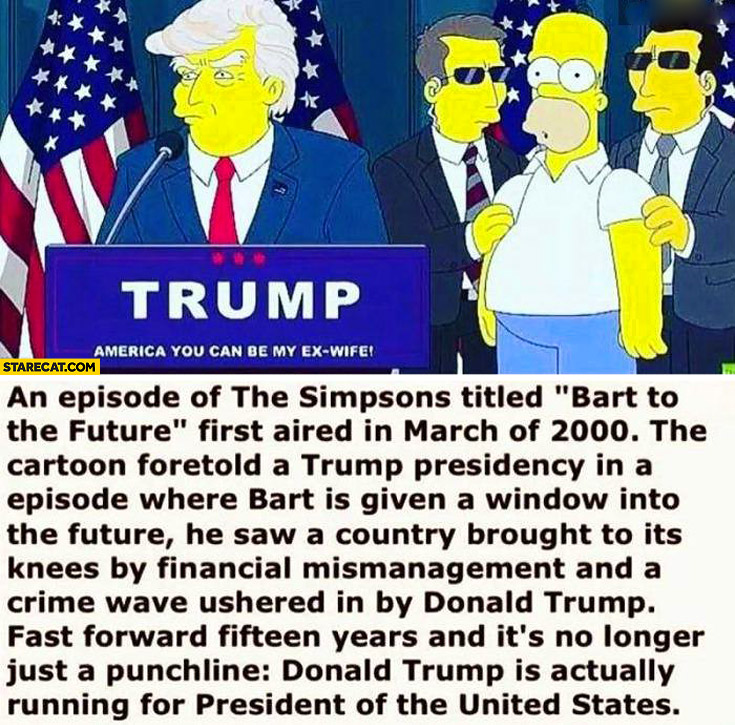 TRUMP
AMERICA YOU CAN BE MY EX-WIFE!
STARECAT.COM
An episode of The Simpsons titled "Bart to
the Future" first aired in March of 2000. The
cartoon foretold a Trump presidency in a
episode where Bart is given a window into
the future, he saw a country brought to its
knees by financial mismanagement and a
crime wave ushered in by Donald Trump.
Fast forward fifteen years and it's no longer
just a punchline: Donald Trump is actually
running for President of the United States.